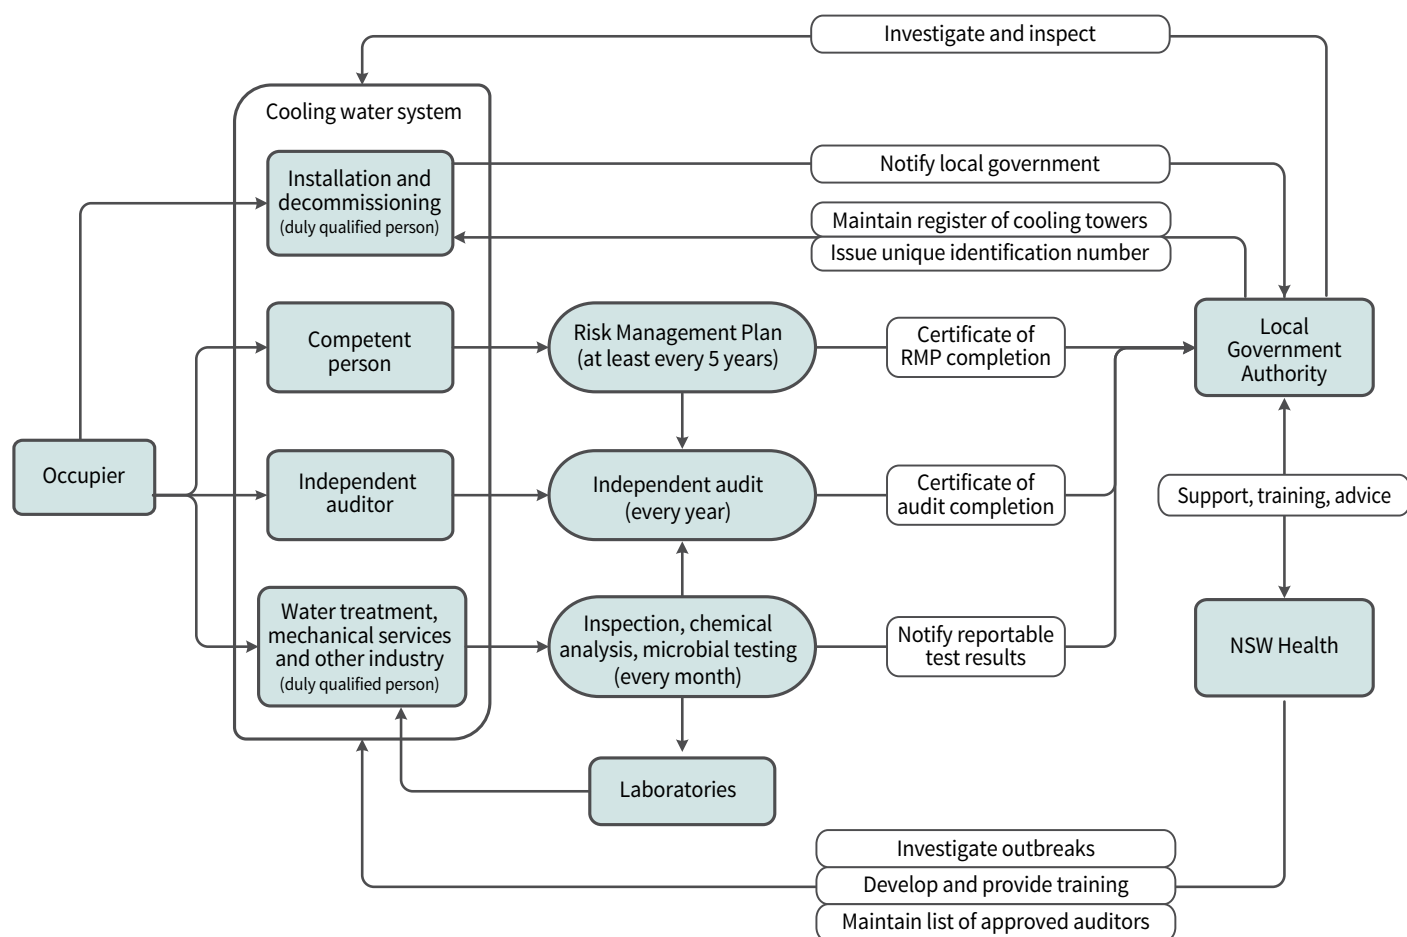 Investigate and inspect
Cooling water system
Installation and
decommissioning
(duly qualified person)
Notify local government
Maintain register of cooling towers
Issue unique identification number
Competent
person
Risk Management Plan
(at least every 5 years)
Certificate of
RMP completion
Local
Government
Authority
Occupier
Independent
auditor
Independent audit
(every year)
Certificate of
audit completion
Support, training, advice
Water treatment,
mechanical services
and other industry
(duly qualified person)
Inspection, chemical
analysis, microbial testing
(every month)
Notify reportable
test results
NSW Health
Laboratories
Investigate outbreaks
Develop and provide training
Maintain list of approved auditors